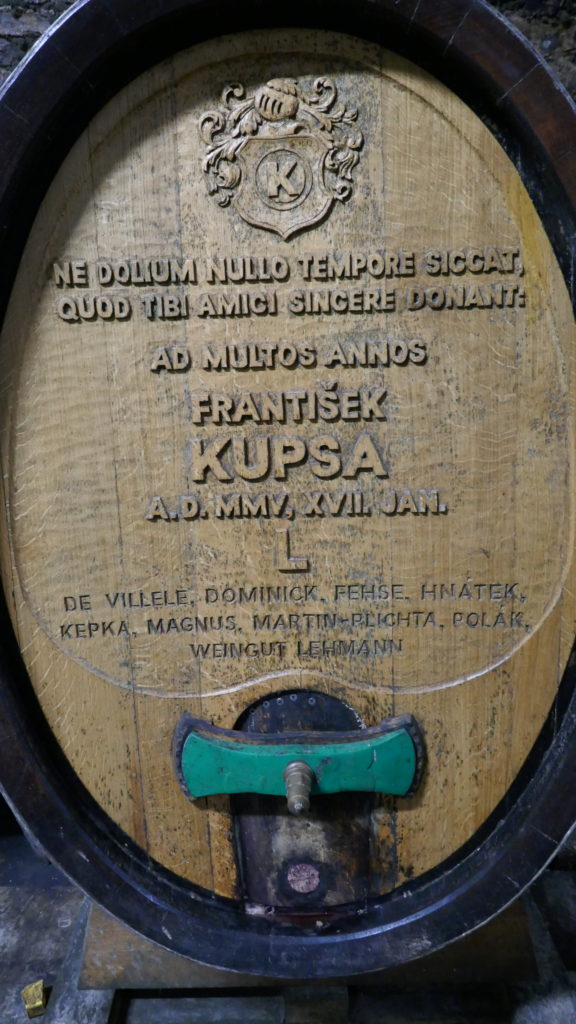 K
NE DOLIUM NULLO TEMPORE SICCAT,
QUOD TIBI AMICI SINCERE DONANT:
AD MULTOS ANNOS
FRANTIŠEK
KUPSA
A.D. MMV, XVII. JAN.
L
DE VILLELE, DOMINICK, FEHSE, HNÁTEK,
KEPKA, MAGNUS, MARTIN-PLICHTA, POLÁK,
WEINGUT LEHMANN